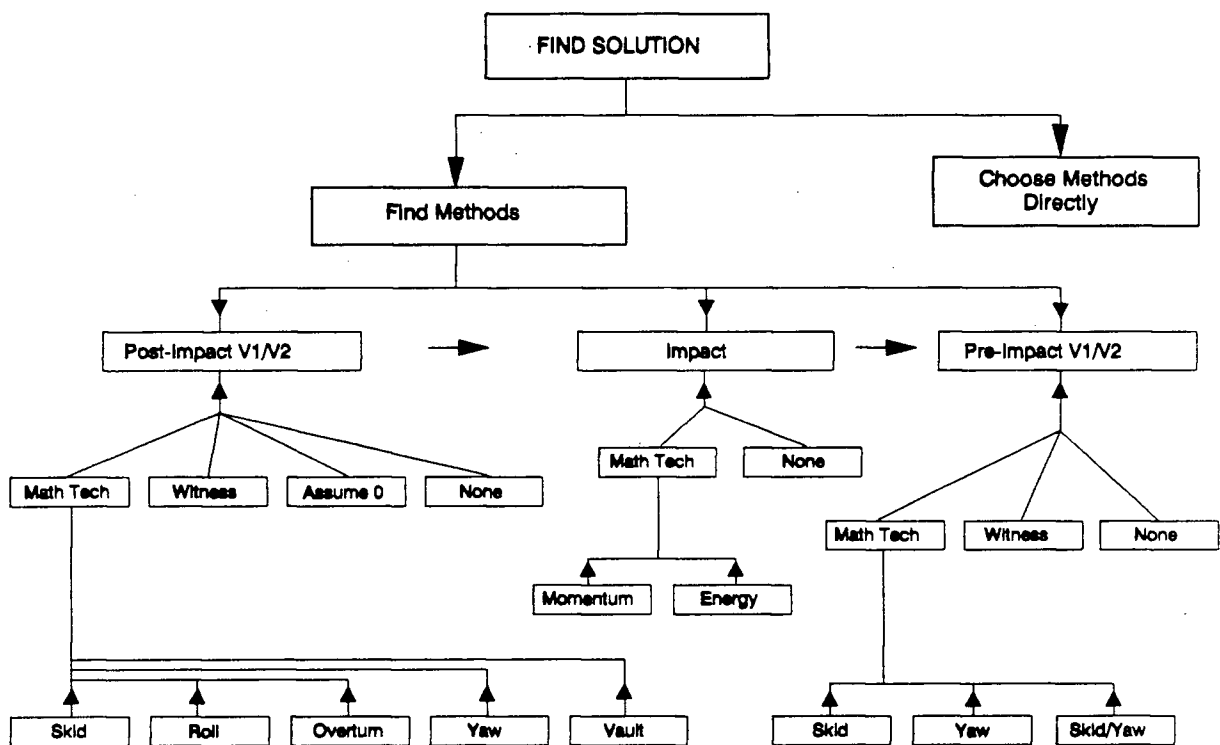 FIND SOLUTION
Choose Methods
Directly
Find Methods
Post-Impact V1/V2
Impact
Pre-Impact V1/V2
Math Tech
None
Math Tech
Witness
Assume 0
None
Math Tech
Witness
None
Momentum
Energy
Skid
Roll
Overturn
Yaw
Vault
Skid
Yaw
Skid/Yaw